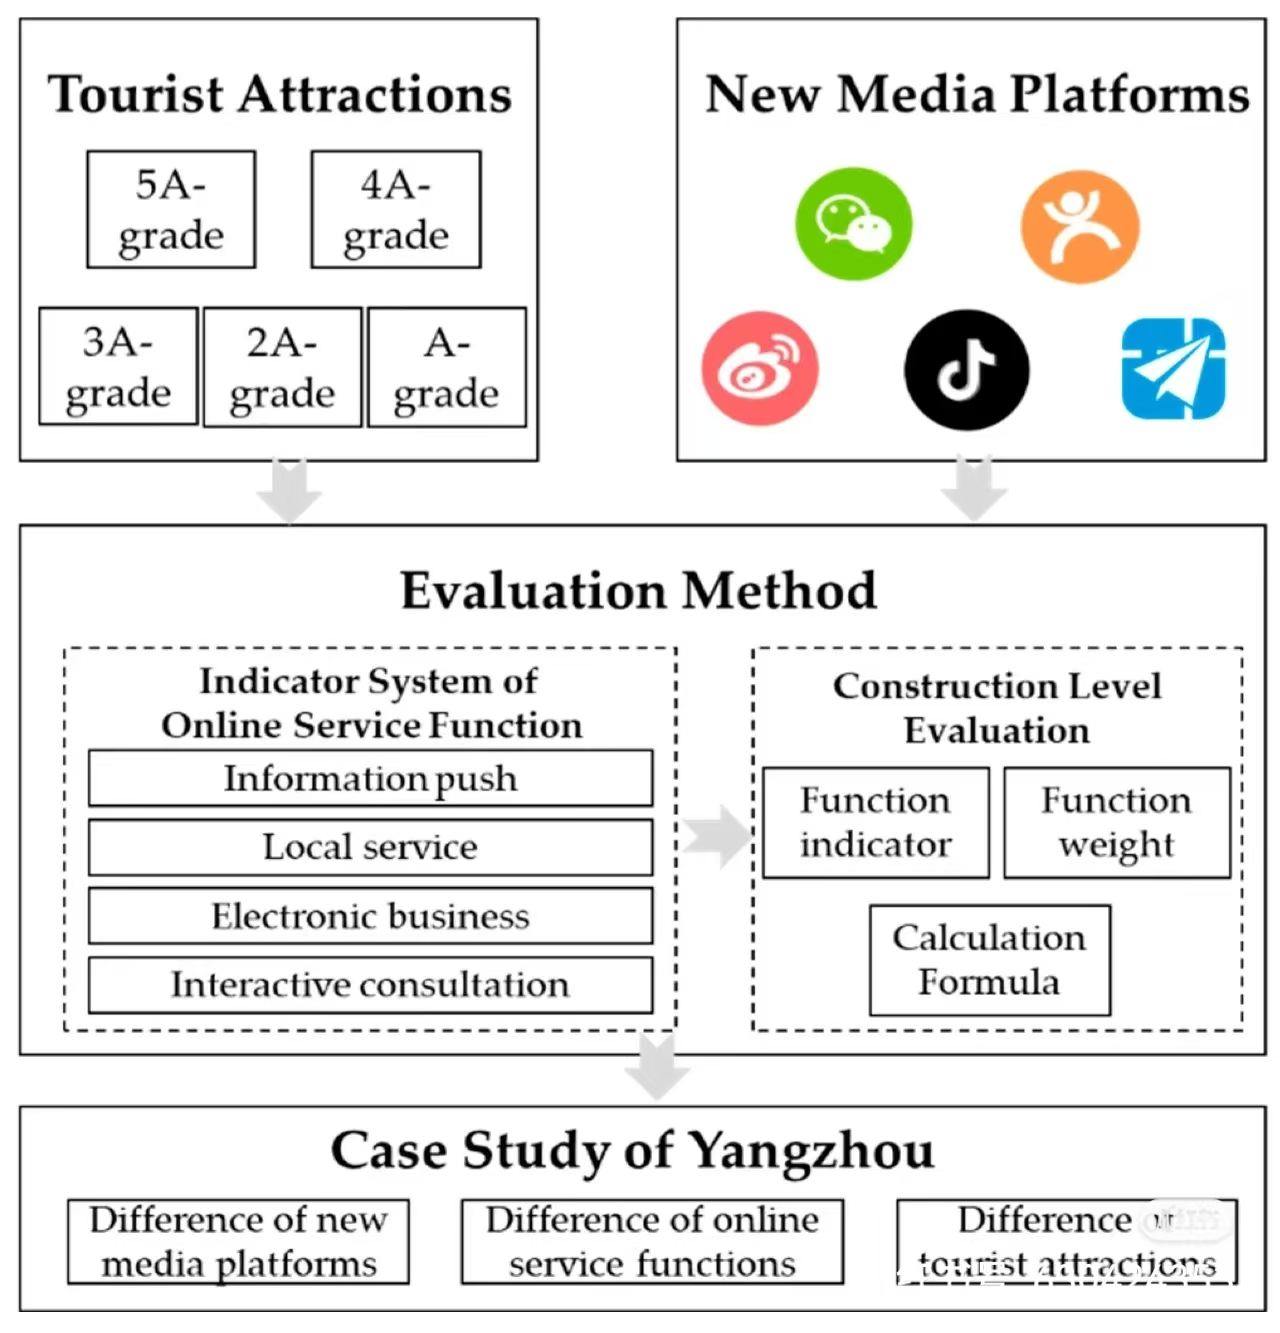 Tourist Attractions
5A-
grade
4A-
grade
3A-
grade
2A-
grade
A-
grade
New Media Platforms
Evaluation Method
Indicator System of
Online Service Function
Information push
Local service
Electronic business
Interactive consultation
Construction Level
Evaluation
Function
indicator
Function
weight
Calculation
Formula
Case Study of Yangzhou
Difference of new
media platforms
Difference of online
service functions
Difference
tourist attractions